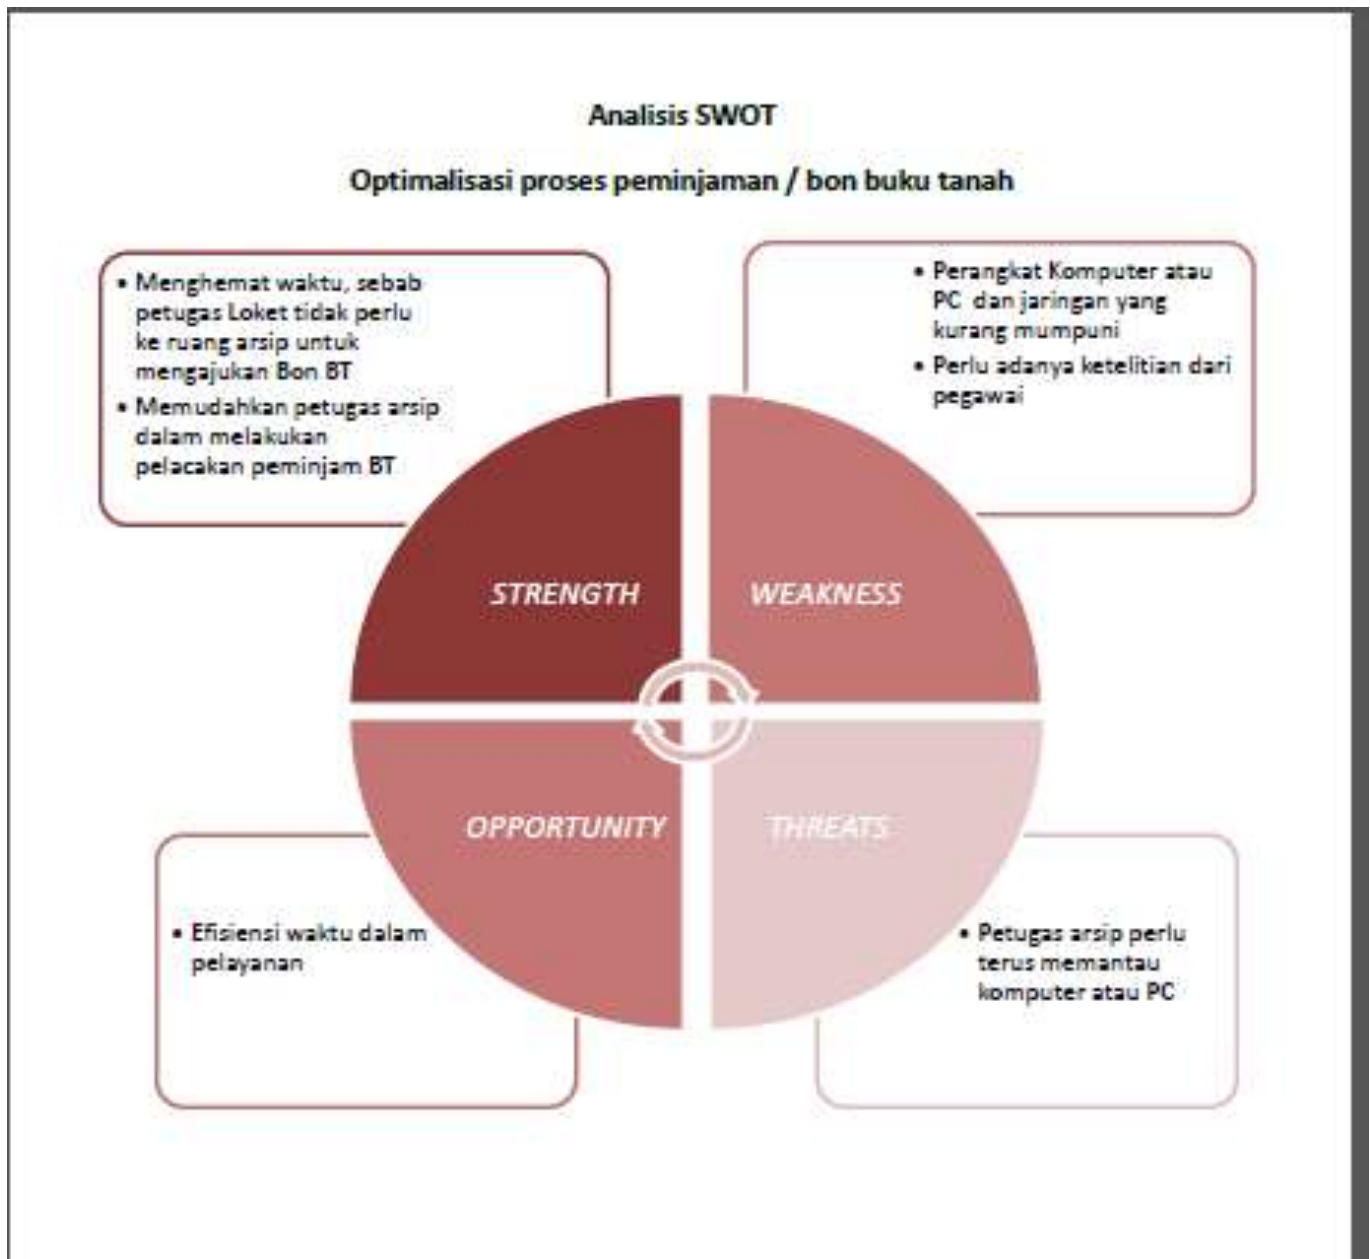 Analisis SWOT
Optimalisasi proses peminjaman / bon buku tanah
• Menghemat waktu, sebab
petugas Loket tidak perlu
ke ruang arsip untuk
mengajukan Bon BT
• Memudahkan petugas arsip
dalam melakukan
pelacakan peminjam BT
• Perangkat Komputer atau
PC dan jaringan yang
kurang mumpuni
• Perlu adanya ketelitian dari
pegawai
STRENGTH
WEAKNESS
OPPORTUNITY
THREATS
• Efisiensi waktu dalam
pelayanan
• Petugas arsip perlu
terus memantau
komputer atau PC